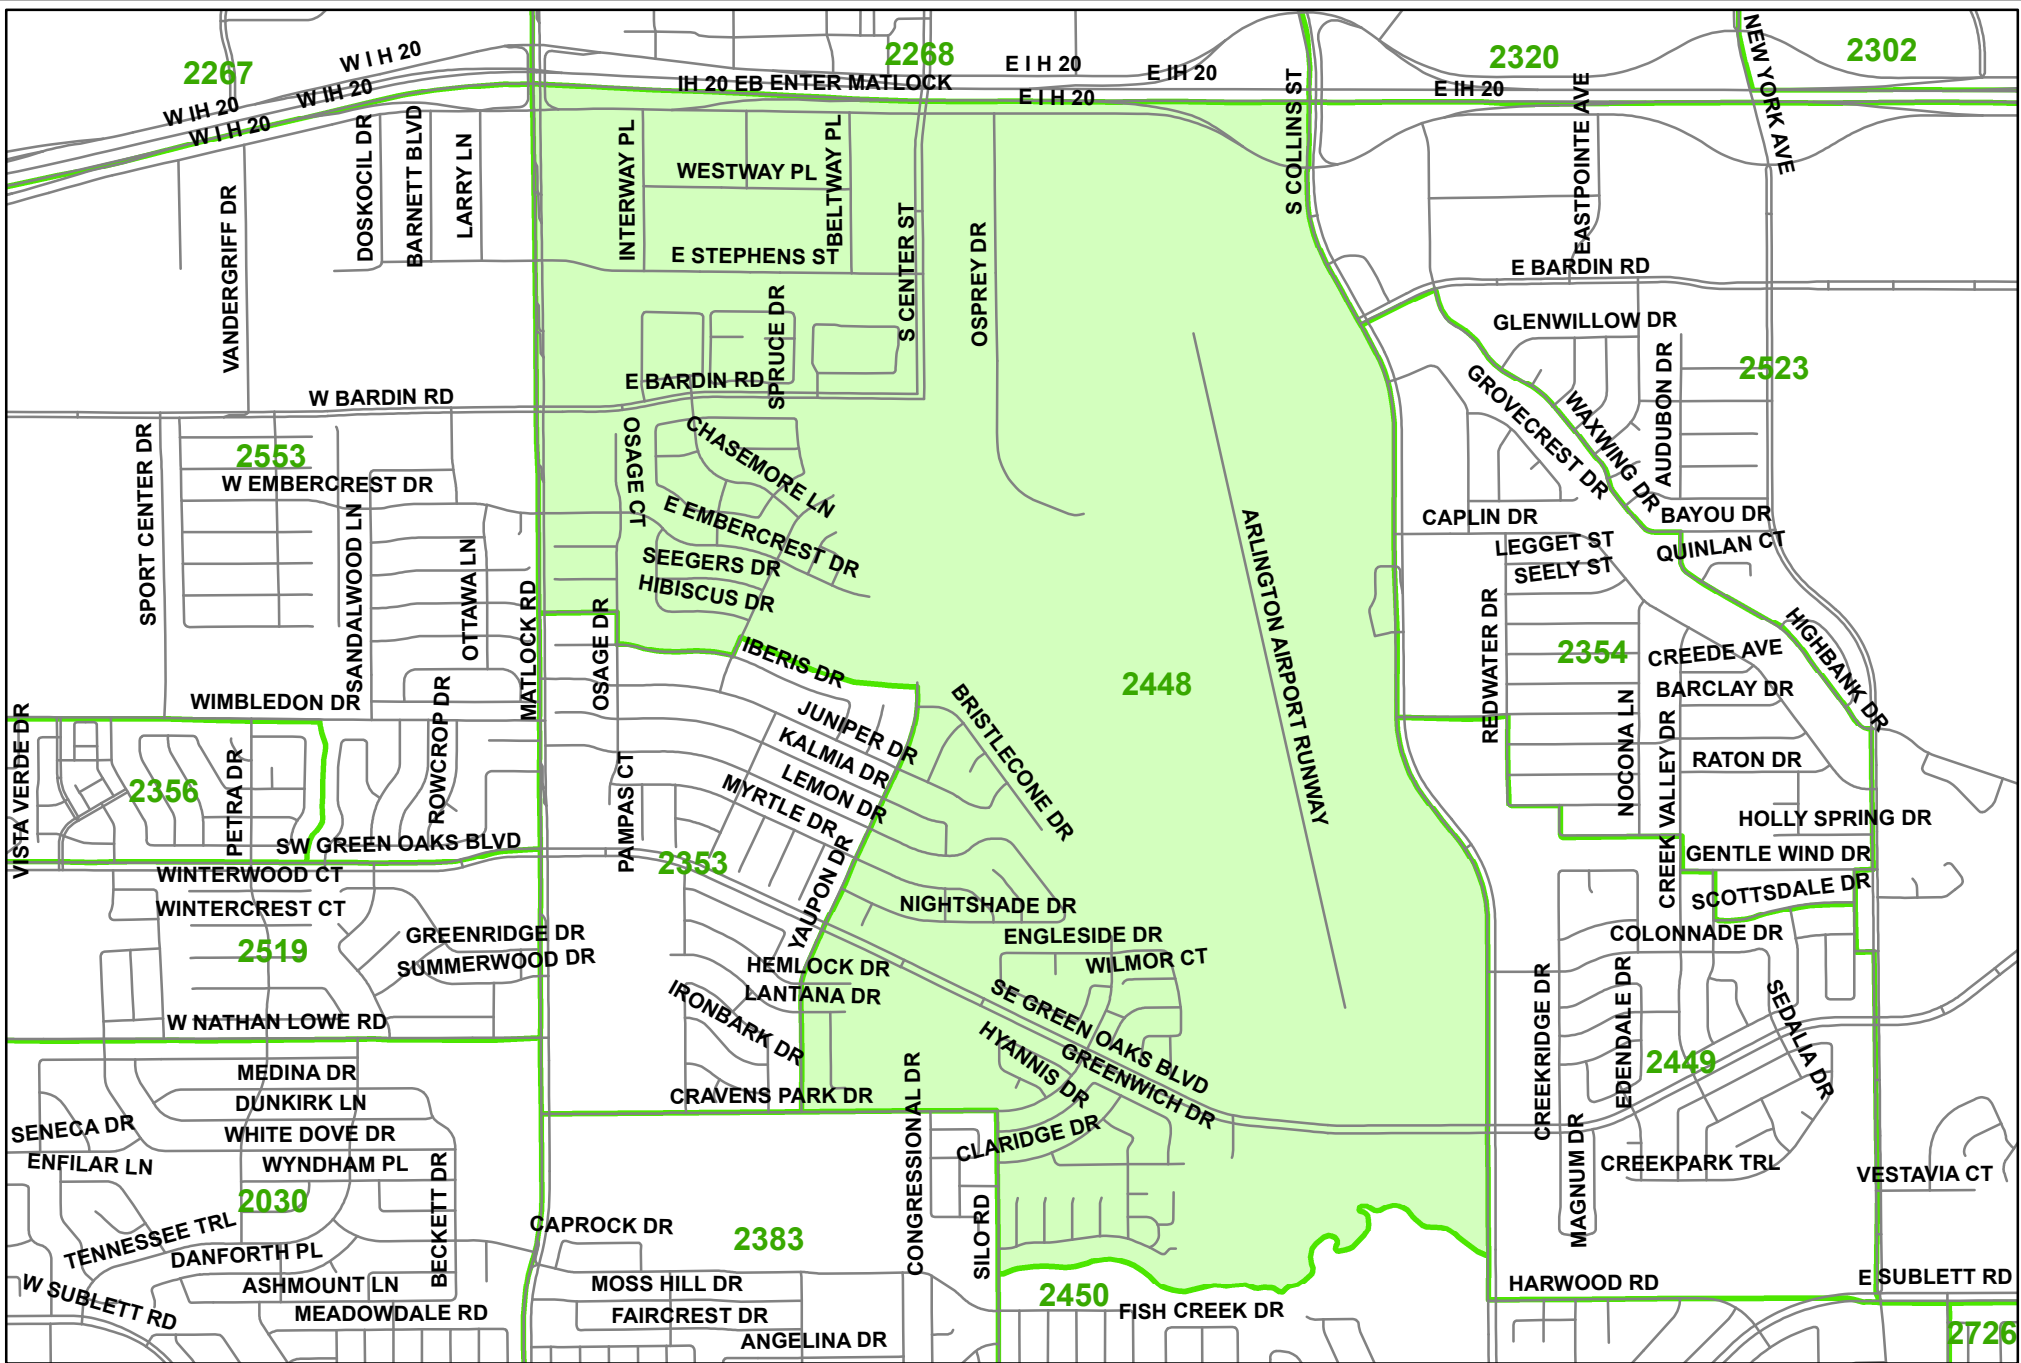 2267
W I H 20
2268
E I H 20
E IH 20
2320
NEW YORK AVE
2302
W IH 20
W IH 20
W I H 20
IH 20 EB ENTER MATLOCK
E I H 20
S COLLINS ST
E IH 20
EASTPOINTE AVE
VANDERGRIFF DR
DOSKOCIL DR
BARNETT BLVD
LARRY LN
INTERWAY PL
WESTWAY PL
BELTWAY PL
S CENTER ST
OSPREY DR
E STEPHENS ST
E BARDIN RD
GLENWILLOW DR
SPRUCE DR
E BARDIN RD
W BARDIN RD
AUDUBON DR
2523
GROVECREST DR
WAXWING DR
SPORT CENTER DR
2553
W EMBERCREST DR
SANDALWOOD LN
OTTAWA LN
MATLOCK RD
OSAGE CT
CHASEMORE LN
E EMBERCREST DR
SEEGERS DR
HIBISCUS DR
OSAGE DR
IBERIS DR
ARLINGTON AIRPORT RUNWAY
CAPLIN DR
BAYOU DR
LEGGET ST
QUINLAN CT
SEELY ST
REDWATER DR
2354
HIGHBANK DR
CREEDE AVE
BARCLAY DR
NOCONA LN
CREEK VALLEY DR
RATON DR
HOLLY SPRING DR
GENTLE WIND DR
SCOTTSDALE DR
2448
WIMBLEDON DR
VISTA VERDE DR
2356
PETRA DR
ROWCROP DR
SW GREEN OAKS BLVD
PAMPAS CT
2353
JUNIPER DR
KALMIA DR
LEMON DR
MYRTLE DR
YAUPON DR
BRISTLECONE DR
NIGHTSHADE DR
ENGLESIDE DR
WILMOR CT
WINTERWOOD CT
WINTERCREST CT
2519
GREENRIDGE DR
SUMMERWOOD DR
HEMLOCK DR
LANTANA DR
IRONBARK DR
W NATHAN LOWE RD
SE GREEN OAKS BLVD
HYANNIS DR
GREENWICH DR
COLONNADE DR
CREEKRIDGE DR
EDENDALE DR
SEDALIA DR
2449
MEDINA DR
DUNKIRK LN
CRAVENS PARK DR
CONGRESSIONAL DR
CLARIDGE DR
SENECA DR
WHITE DOVE DR
ENFILAR LN
WYNDHAM PL
2030
BECKETT DR
MAGNUM DR
CREEKPARK TRL
VESTAVIA CT
TENNESSEE TRL
DANFORTH PL
CAPROCK DR
2383
SILO RD
W SUBLETT RD
ASHMOUNT LN
MOSS HILL DR
2450
HARWOOD RD
E SUBLETT RD
MEADOWDALE RD
FAIRCREST DR
FISH CREEK DR
ANGELINA DR
2726